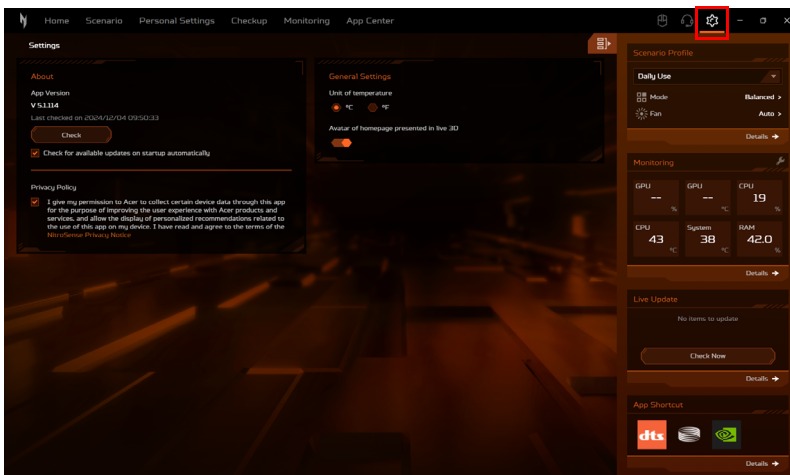 Home Scenario Personal Settings Checkup Monitoring App Center
Settings
About
App Version
V 5.1.114
Last checked on 2024/12/04 09:50:33
Check
Check for available updates on startup automatically
Privacy Policy
I give my permission to Acer to collect certain device data through this app
for the purpose of improving the user experience with Acer products and
services, and allow the display of personalized recommendations related to
the use of this app on my device. I have read and agree to the terms of the
NitroSense Privacy Notice
General Settings
Unit of temperature
°C °F
Avatar of homepage presented in live 3D
Scenario Profile
Daily Use
Mode Balanced >
Fan Auto >
Details
Monitoring
GPU GPU CPU
-- -- 19
% °C %
CPU System RAM
43 38 42.0
°C °C %
Details
Live Update
No items to update
Check Now
Details
App Shortcut
dts
Details